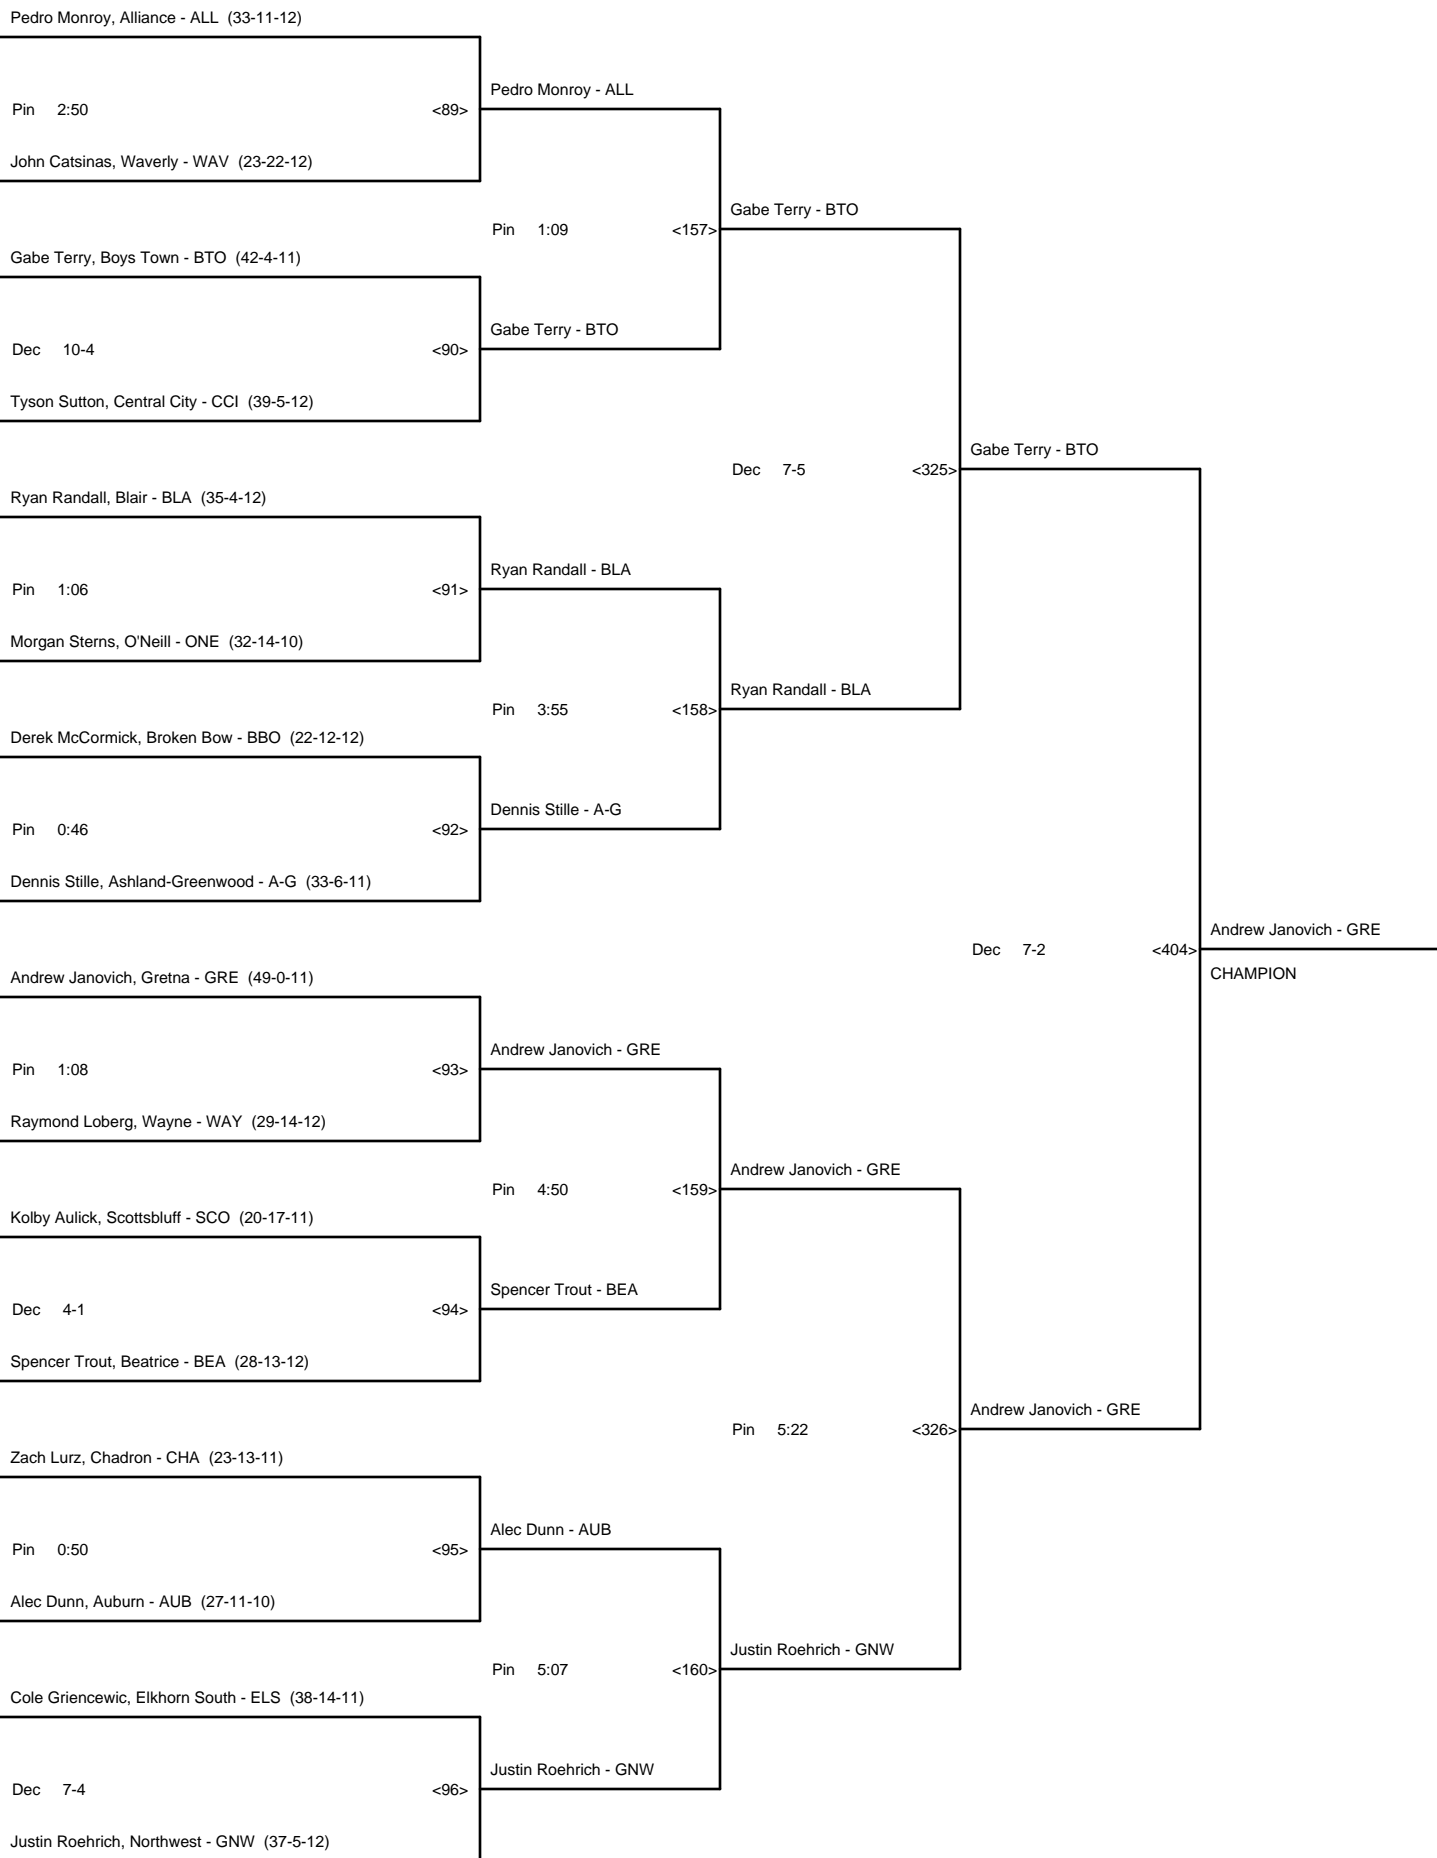 Pedro Monroy, Alliance - ALL (33-11-12)
Pedro Monroy - ALL
Pin 2:50 <89>
John Catsinas, Waverly - WAV (23-22-12)
Gabe Terry - BTO
Pin 1:09 <157>
Gabe Terry, Boys Town - BTO (42-4-11)
Gabe Terry - BTO
Dec 10-4 <90>
Tyson Sutton, Central City - CCI (39-5-12)
Gabe Terry - BTO
Dec 7-5 <325>
Ryan Randall, Blair - BLA (35-4-12)
Ryan Randall - BLA
Pin 1:06 <91>
Morgan Sterns, O'Neill - ONE (32-14-10)
Ryan Randall - BLA
Pin 3:55 <158>
Derek McCormick, Broken Bow - BBO (22-12-12)
Dennis Stille - A-G
Pin 0:46 <92>
Dennis Stille, Ashland-Greenwood - A-G (33-6-11)
Andrew Janovich - GRE
Dec 7-2 <404>
CHAMPION
Andrew Janovich, Gretna - GRE (49-0-11)
Andrew Janovich - GRE
Pin 1:08 <93>
Raymond Loberg, Wayne - WAY (29-14-12)
Andrew Janovich - GRE
Pin 4:50 <159>
Kolby Aulick, Scottsbluff - SCO (20-17-11)
Spencer Trout - BEA
Dec 4-1 <94>
Spencer Trout, Beatrice - BEA (28-13-12)
Andrew Janovich - GRE
Pin 5:22 <326>
Zach Lurz, Chadron - CHA (23-13-11)
Alec Dunn - AUB
Pin 0:50 <95>
Alec Dunn, Auburn - AUB (27-11-10)
Justin Roehrich - GNW
Pin 5:07 <160>
Cole Griencewic, Elkhorn South - ELS (38-14-11)
Justin Roehrich - GNW
Dec 7-4 <96>
Justin Roehrich, Northwest - GNW (37-5-12)